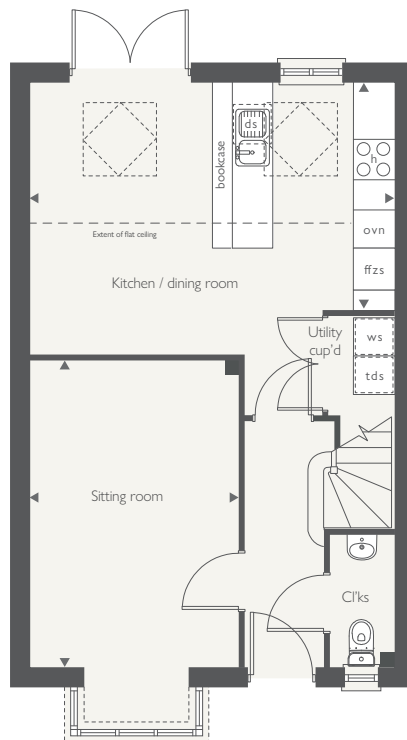 ds
bookcase
h
ovn
Extent of flat ceiling
ffzs
Kitchen / dining room
Utility
cup'd
ws
tds
Sitting room
Cl'ks